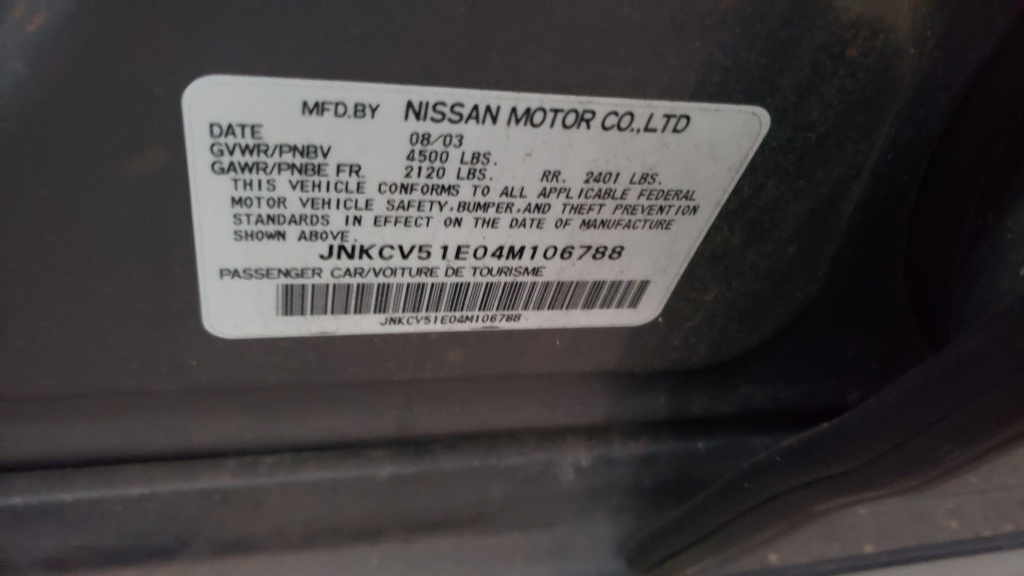 MFD.BY NISSAN MOTOR CO.,LTD
DATE 08/03
GVWR/PNBV 4500 LBS.
GAWR/PNBE FR. 2120 LBS. RR. 2401 LBS.
THIS VEHICLE CONFORMS TO ALL APPLICABLE FEDERAL
MOTOR VEHICLE SAFETY, BUMPER, AND THEFT PREVENTION
STANDARDS IN EFFECT ON THE DATE OF MANUFACTURE
SHOWN ABOVE.
JNKCV51E04M106788
PASSENGER CAR/VOITURE DE TOURISME
JNKCV51E04M106788